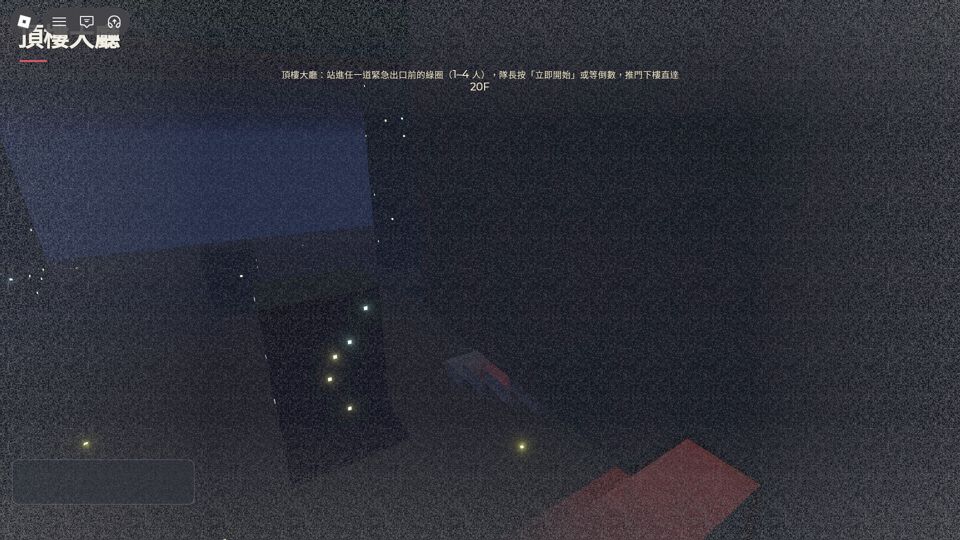 頂樓大廳
頂樓大廳：站進任一道緊急出口前的綠圈（1–4 人），隊長按「立即開始」或等倒數，推門下樓直達
20F